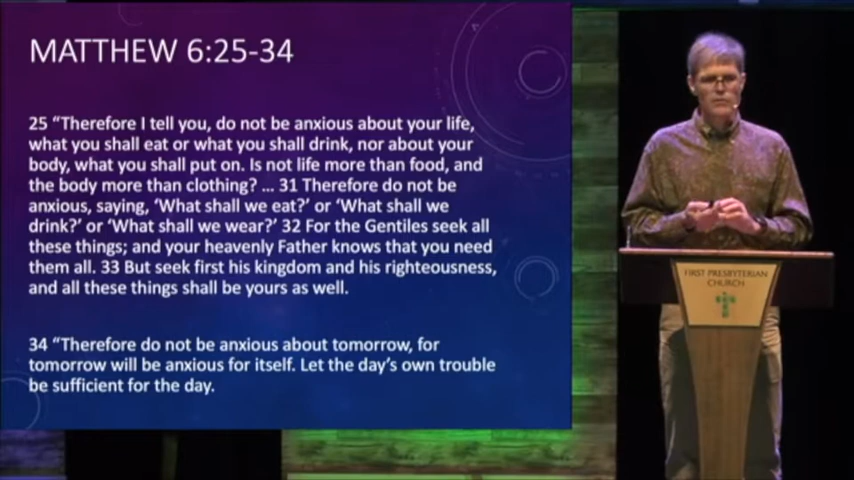 MATTHEW 6:25-34
25 “Therefore I tell you, do not be anxious about your life,
what you shall eat or what you shall drink, nor about your
body, what you shall put on. Is not life more than food, and
the body more than clothing? ... 31 Therefore do not be
anxious, saying, ‘What shall we eat?’ or ‘What shall we
drink?’ or ‘What shall we wear?’ 32 For the Gentiles seek all
these things; and your heavenly Father knows that you need
them all. 33 But seek first his kingdom and his righteousness,
and all these things shall be yours as well.
34 “Therefore do not be anxious about tomorrow, for
tomorrow will be anxious for itself. Let the day’s own trouble
be sufficient for the day.
FIRST PRESBYTERIAN
CHURCH